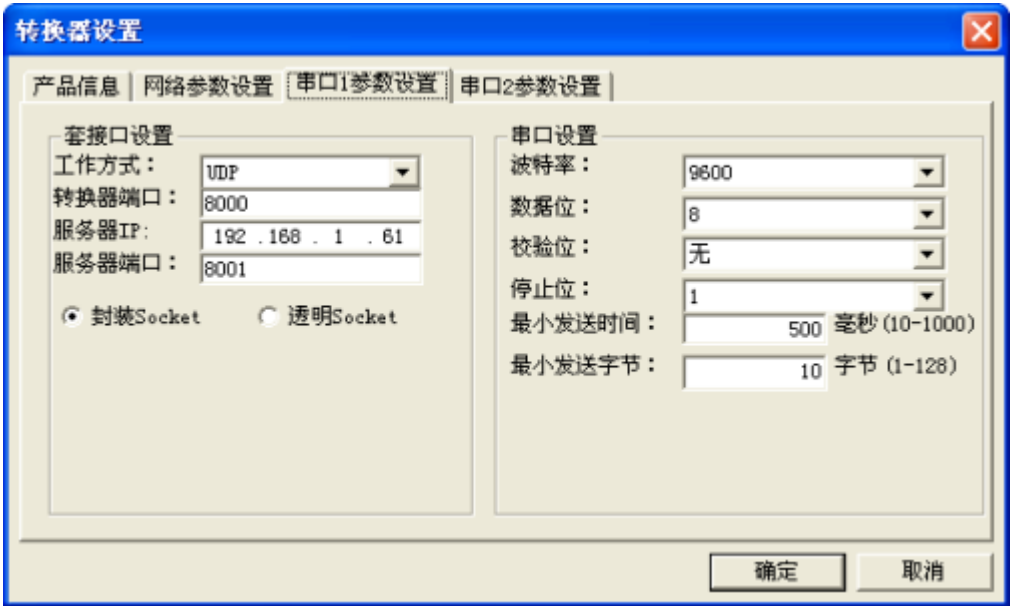 转换器设置
产品信息 网络参数设置 串口1参数设置 串口2参数设置
套接口设置
工作方式： UDP
转换器端口： 8000
服务器IP: 192 .168 . 1 . 61
服务器端口： 8001
封装Socket 透明Socket
串口设置
波特率： 9600
数据位： 8
校验位： 无
停止位： 1
最小发送时间： 500 毫秒(10-1000)
最小发送字节： 10 字节 (1-128)
确定 取消